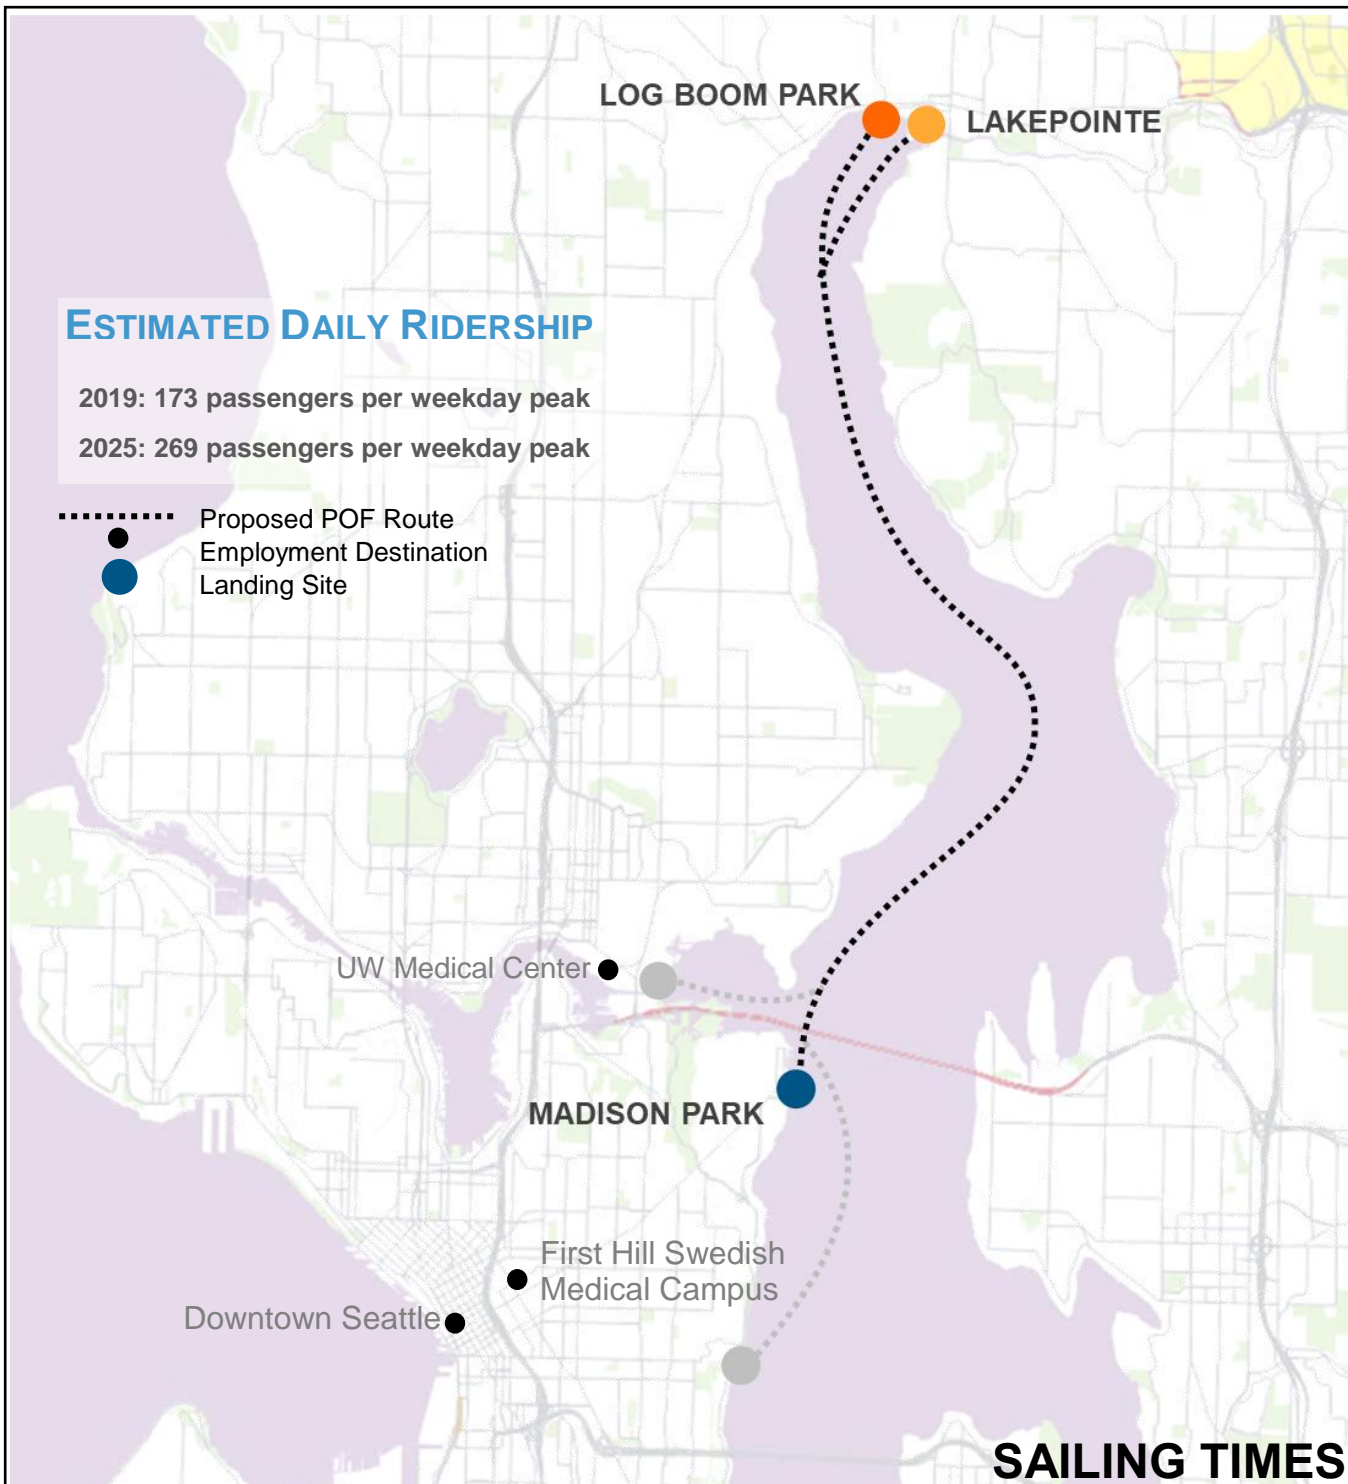 LOG BOOM PARK
LAKEPOINTE
ESTIMATED DAILY RIDERSHIP
2019: 173 passengers per weekday peak
2025: 269 passengers per weekday peak
Proposed POF Route
Employment Destination
Landing Site
UW Medical Center
MADISON PARK
First Hill Swedish
Medical Campus
Downtown Seattle
SAILING TIMES